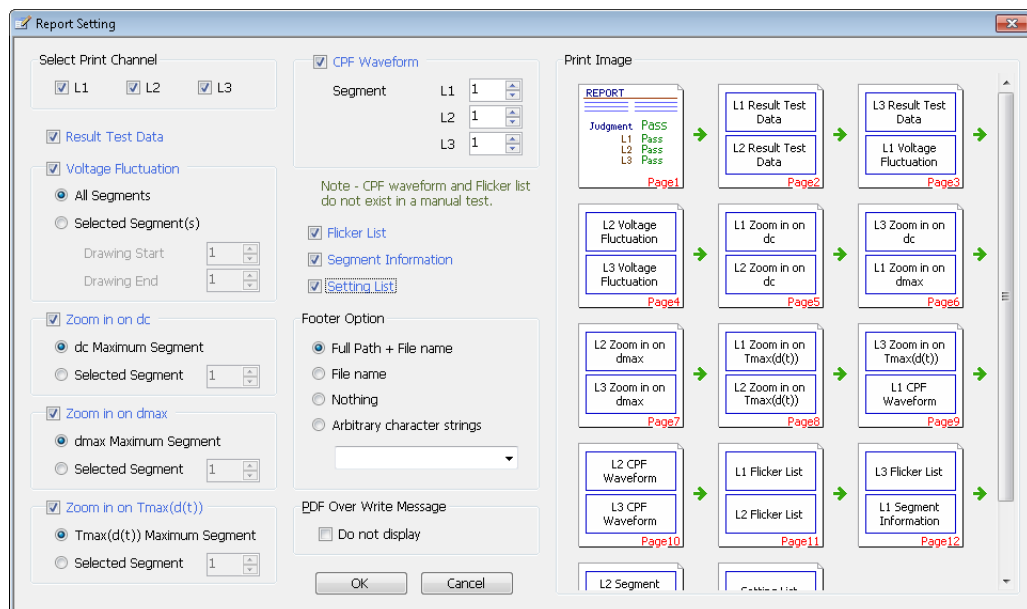 Report Setting
Select Print Channel
L1 L2 L3
Result Test Data
Voltage Fluctuation
All Segments
Selected Segment(s)
Drawing Start 1
Drawing End 1
Zoom in on dc
dc Maximum Segment
Selected Segment 1
Zoom in on dmax
dmax Maximum Segment
Selected Segment 1
Zoom in on Tmax(d(t))
Tmax(d(t)) Maximum Segment
Selected Segment 1
CPF Waveform
Segment L1 1
L2 1
L3 1
Note - CPF waveform and Flicker list
do not exist in a manual test.
Flicker List
Segment Information
Setting List
Footer Option
Full Path + File name
File name
Nothing
Arbitrary character strings
PDF Over Write Message
Do not display
OK Cancel
Print Image
REPORT
Judgment Pass
L1 Pass
L2 Pass
L3 Pass
Page1
L1 Result Test
Data
L2 Result Test
Data
Page2
L3 Result Test
Data
L1 Voltage
Fluctuation
Page3
L2 Voltage
Fluctuation
L3 Voltage
Fluctuation
Page4
L1 Zoom in on
dc
L2 Zoom in on
dc
Page5
L3 Zoom in on
dc
L1 Zoom in on
dmax
Page6
L2 Zoom in on
dmax
L3 Zoom in on
dmax
Page7
L1 Zoom in on
Tmax(d(t))
L2 Zoom in on
Tmax(d(t))
Page8
L3 Zoom in on
Tmax(d(t))
L1 CPF
Waveform
Page9
L2 CPF
Waveform
L3 CPF
Waveform
Page10
L1 Flicker List
L2 Flicker List
Page11
L3 Flicker List
L1 Segment
Information
Page12
L2 Segment
Setting List